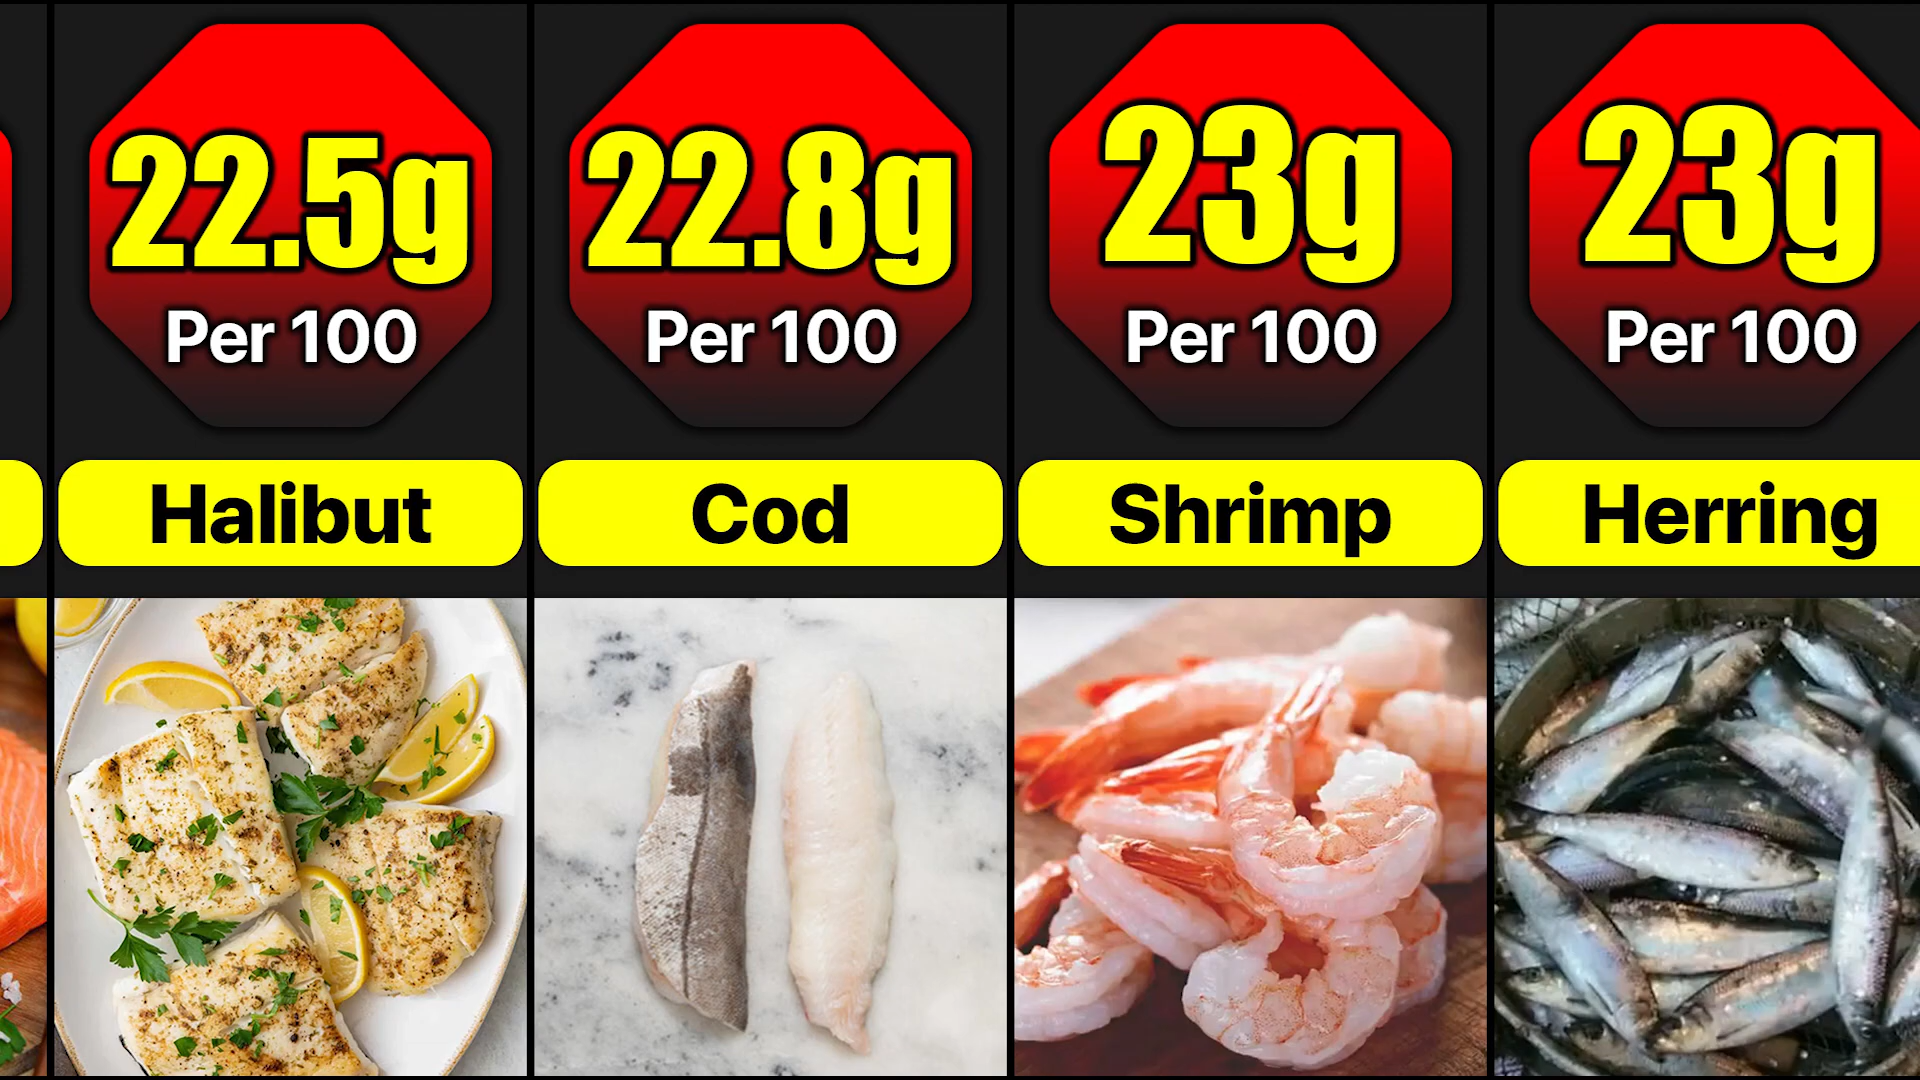 22.5g
Per 100
Halibut
22.8g
Per 100
Cod
23g
Per 100
Shrimp
23g
Per 100
Herring